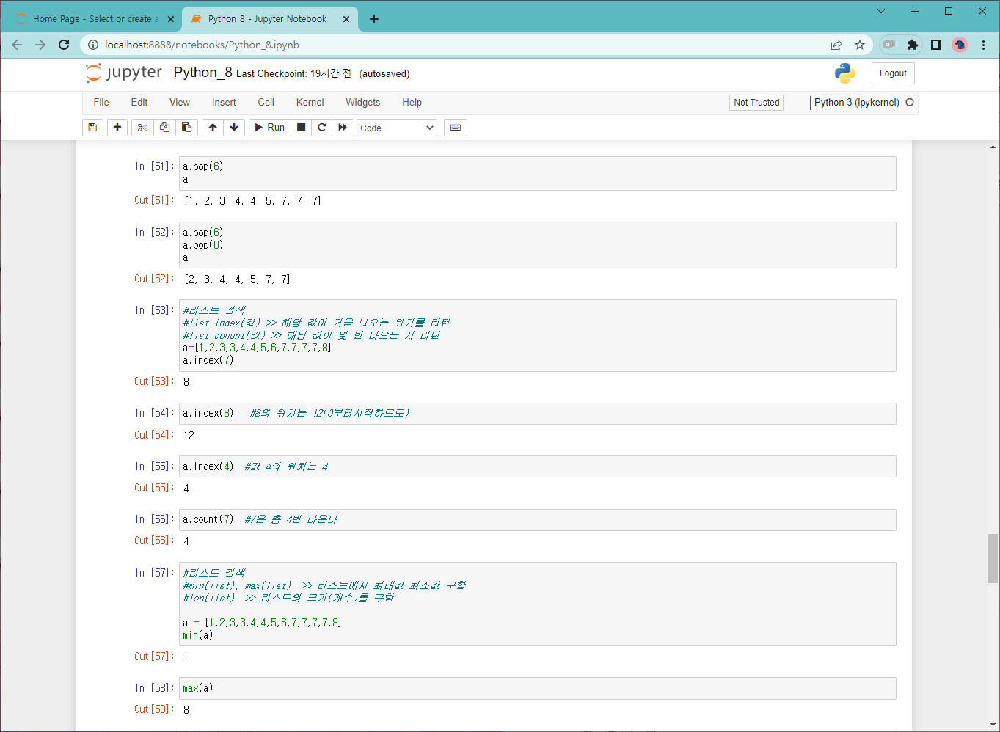 Home Page - Select or create a
Python_8 - Jupyter Notebook
localhost:8888/notebooks/Python_8.ipynb
jupyter Python_8 Last Checkpoint: 19시간 전 (autosaved)
Logout
File Edit View Insert Cell Kernel Widgets Help
Not Trusted Python 3 (ipykernel)
Run Code
In [51]: a.pop(6)
a
Out[51]: [1, 2, 3, 4, 4, 5, 7, 7, 7]
In [52]: a.pop(6)
a.pop(0)
a
Out[52]: [2, 3, 4, 4, 5, 7, 7]
In [53]: #리스트 겁색
#list.index(값) >> 해당 값이 처음 나오는 위치를 리턴
#list.conunt(값) >> 해당 값이 몇 번 나오는 지 리턴
a=[1,2,3,3,4,4,5,6,7,7,7,7,8]
a.index(7)
Out[53]: 8
In [54]: a.index(8) #8의 위치는 12(0부터시작하므로)
Out[54]: 12
In [55]: a.index(4) #값 4의 위치는 4
Out[55]: 4
In [56]: a.count(7) #7은 총 4번 나온다
Out[56]: 4
In [57]: #리스트 검색
#min(list), max(list) >> 리스트에서 최대값,최소값 구함
#len(list) >> 리스트의 크기(개수)를 구함
a = [1,2,3,3,4,4,5,6,7,7,7,7,8]
min(a)
Out[57]: 1
In [58]: max(a)
Out[58]: 8